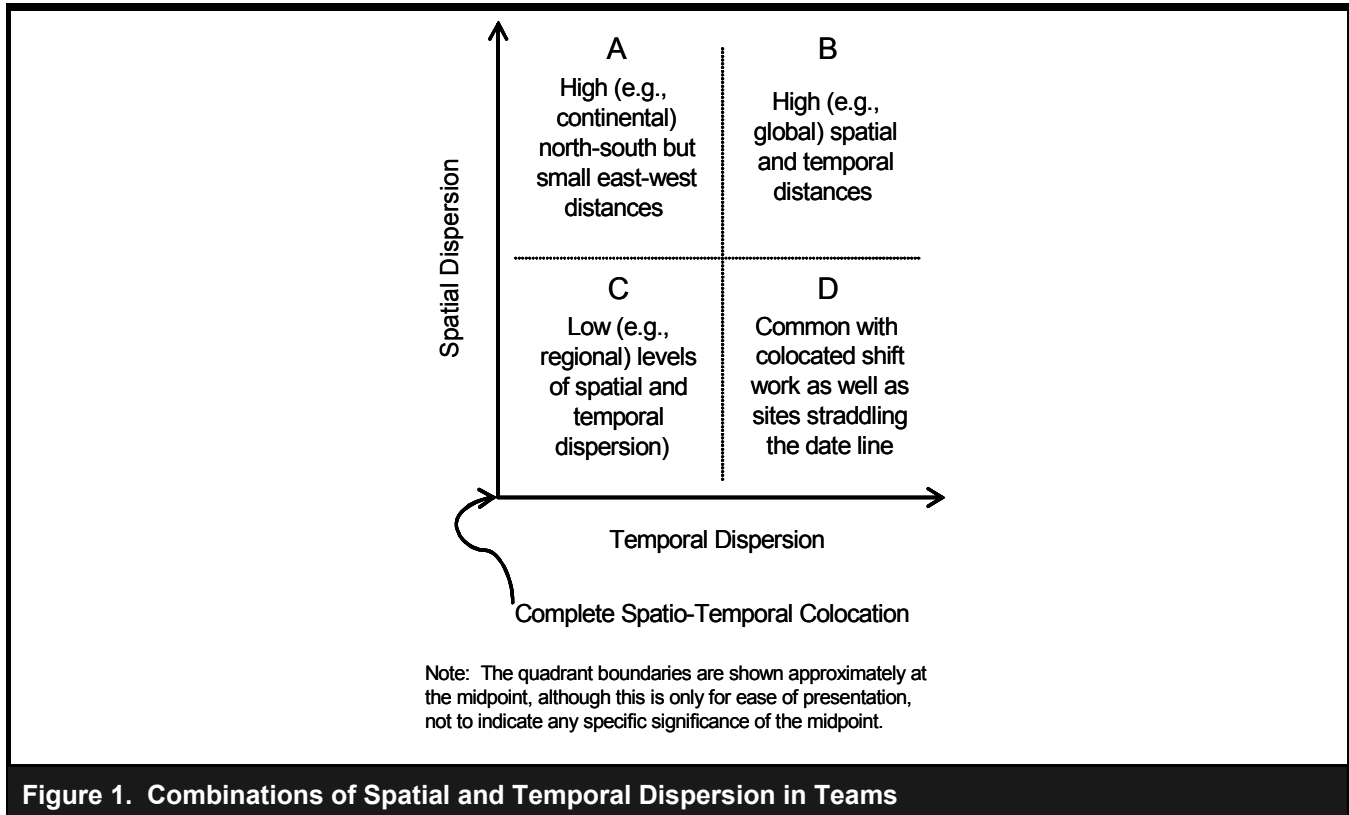 A
High (e.g.,
continental)
north-south but
small east-west
distances
B
High (e.g.,
global) spatial
and temporal
distances
Spatial Dispersion
C
Low (e.g.,
regional) levels
of spatial and
temporal
dispersion)
D
Common with
colocated shift
work as well as
sites straddling
the date line
Temporal Dispersion
Complete Spatio-Temporal Colocation
Note: The quadrant boundaries are shown approximately at
the midpoint, although this is only for ease of presentation,
not to indicate any specific significance of the midpoint.
Figure 1. Combinations of Spatial and Temporal Dispersion in Teams